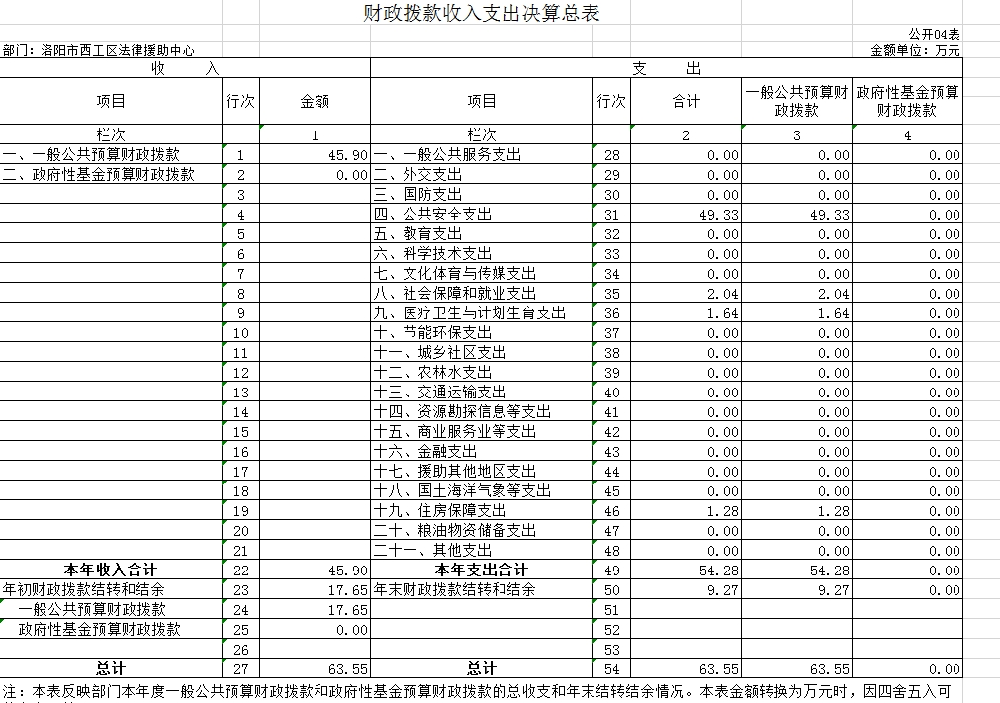 财政拨款收入支出决算总表
公开04表
部门：洛阳市西工区法律援助中心 金额单位：万元
收 入 支 出
项目 行次 金额 项目 行次 合计 一般公共预算财政拨款 政府性基金预算财政拨款
栏次 1 栏次 2 3 4
一、一般公共预算财政拨款 1 45.90 一、一般公共服务支出 28 0.00 0.00 0.00
二、政府性基金预算财政拨款 2 0.00 二、外交支出 29 0.00 0.00 0.00
3 三、国防支出 30 0.00 0.00 0.00
4 四、公共安全支出 31 49.33 49.33 0.00
5 五、教育支出 32 0.00 0.00 0.00
6 六、科学技术支出 33 0.00 0.00 0.00
7 七、文化体育与传媒支出 34 0.00 0.00 0.00
8 八、社会保障和就业支出 35 2.04 2.04 0.00
9 九、医疗卫生与计划生育支出 36 1.64 1.64 0.00
10 十、节能环保支出 37 0.00 0.00 0.00
11 十一、城乡社区支出 38 0.00 0.00 0.00
12 十二、农林水支出 39 0.00 0.00 0.00
13 十三、交通运输支出 40 0.00 0.00 0.00
14 十四、资源勘探信息等支出 41 0.00 0.00 0.00
15 十五、商业服务业等支出 42 0.00 0.00 0.00
16 十六、金融支出 43 0.00 0.00 0.00
17 十七、援助其他地区支出 44 0.00 0.00 0.00
18 十八、国土海洋气象等支出 45 0.00 0.00 0.00
19 十九、住房保障支出 46 1.28 1.28 0.00
20 二十、粮油物资储备支出 47 0.00 0.00 0.00
21 二十一、其他支出 48 0.00 0.00 0.00
本年收入合计 22 45.90 本年支出合计 49 54.28 54.28 0.00
年初财政拨款结转和结余 23 17.65 年末财政拨款结转和结余 50 9.27 9.27 0.00
一般公共预算财政拨款 24 17.65 51
政府性基金预算财政拨款 25 0.00 52
26 53
总计 27 63.55 总计 54 63.55 63.55 0.00
注：本表反映部门本年度一般公共预算财政拨款和政府性基金预算财政拨款的总收支和年末结转结余情况。本表金额转换为万元时，因四舍五入可